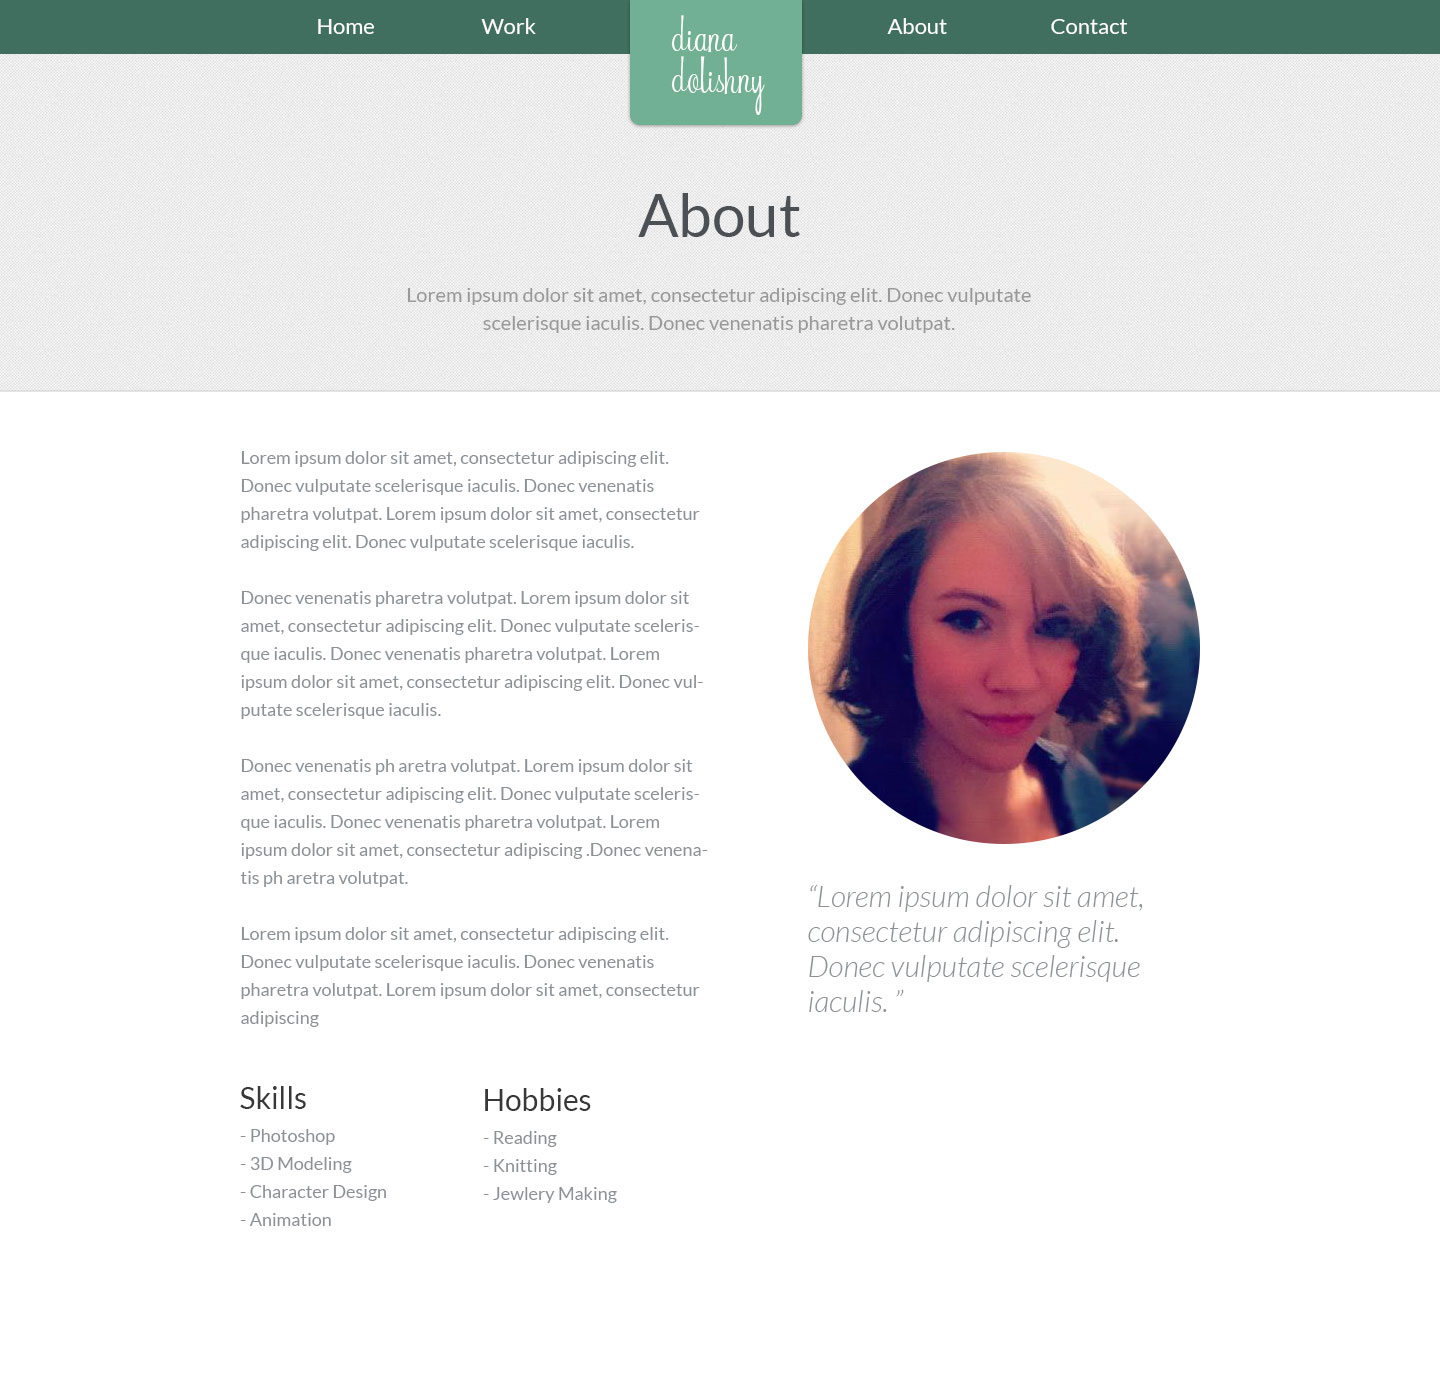 Home Work diana dolishny About Contact
About
Lorem ipsum dolor sit amet, consectetur adipiscing elit. Donec vulputate
scelerisque iaculis. Donec venenatis pharetra volutpat.
Lorem ipsum dolor sit amet, consectetur adipiscing elit.
Donec vulputate scelerisque iaculis. Donec venenatis
pharetra volutpat. Lorem ipsum dolor sit amet, consectetur
adipiscing elit. Donec vulputate scelerisque iaculis.
Donec venenatis pharetra volutpat. Lorem ipsum dolor sit
amet, consectetur adipiscing elit. Donec vulputate sceleris-
que iaculis. Donec venenatis pharetra volutpat. Lorem
ipsum dolor sit amet, consectetur adipiscing elit. Donec vul-
putate scelerisque iaculis.
Donec venenatis ph aretra volutpat. Lorem ipsum dolor sit
amet, consectetur adipiscing elit. Donec vulputate sceleris-
que iaculis. Donec venenatis pharetra volutpat. Lorem
ipsum dolor sit amet, consectetur adipiscing .Donec venena-
tis ph aretra volutpat.
Lorem ipsum dolor sit amet, consectetur adipiscing elit.
Donec vulputate scelerisque iaculis. Donec venenatis
pharetra volutpat. Lorem ipsum dolor sit amet, consectetur
adipiscing
“Lorem ipsum dolor sit amet,
consectetur adipiscing elit.
Donec vulputate scelerisque
iaculis. ”
Skills
- Photoshop
- 3D Modeling
- Character Design
- Animation
Hobbies
- Reading
- Knitting
- Jewlery Making